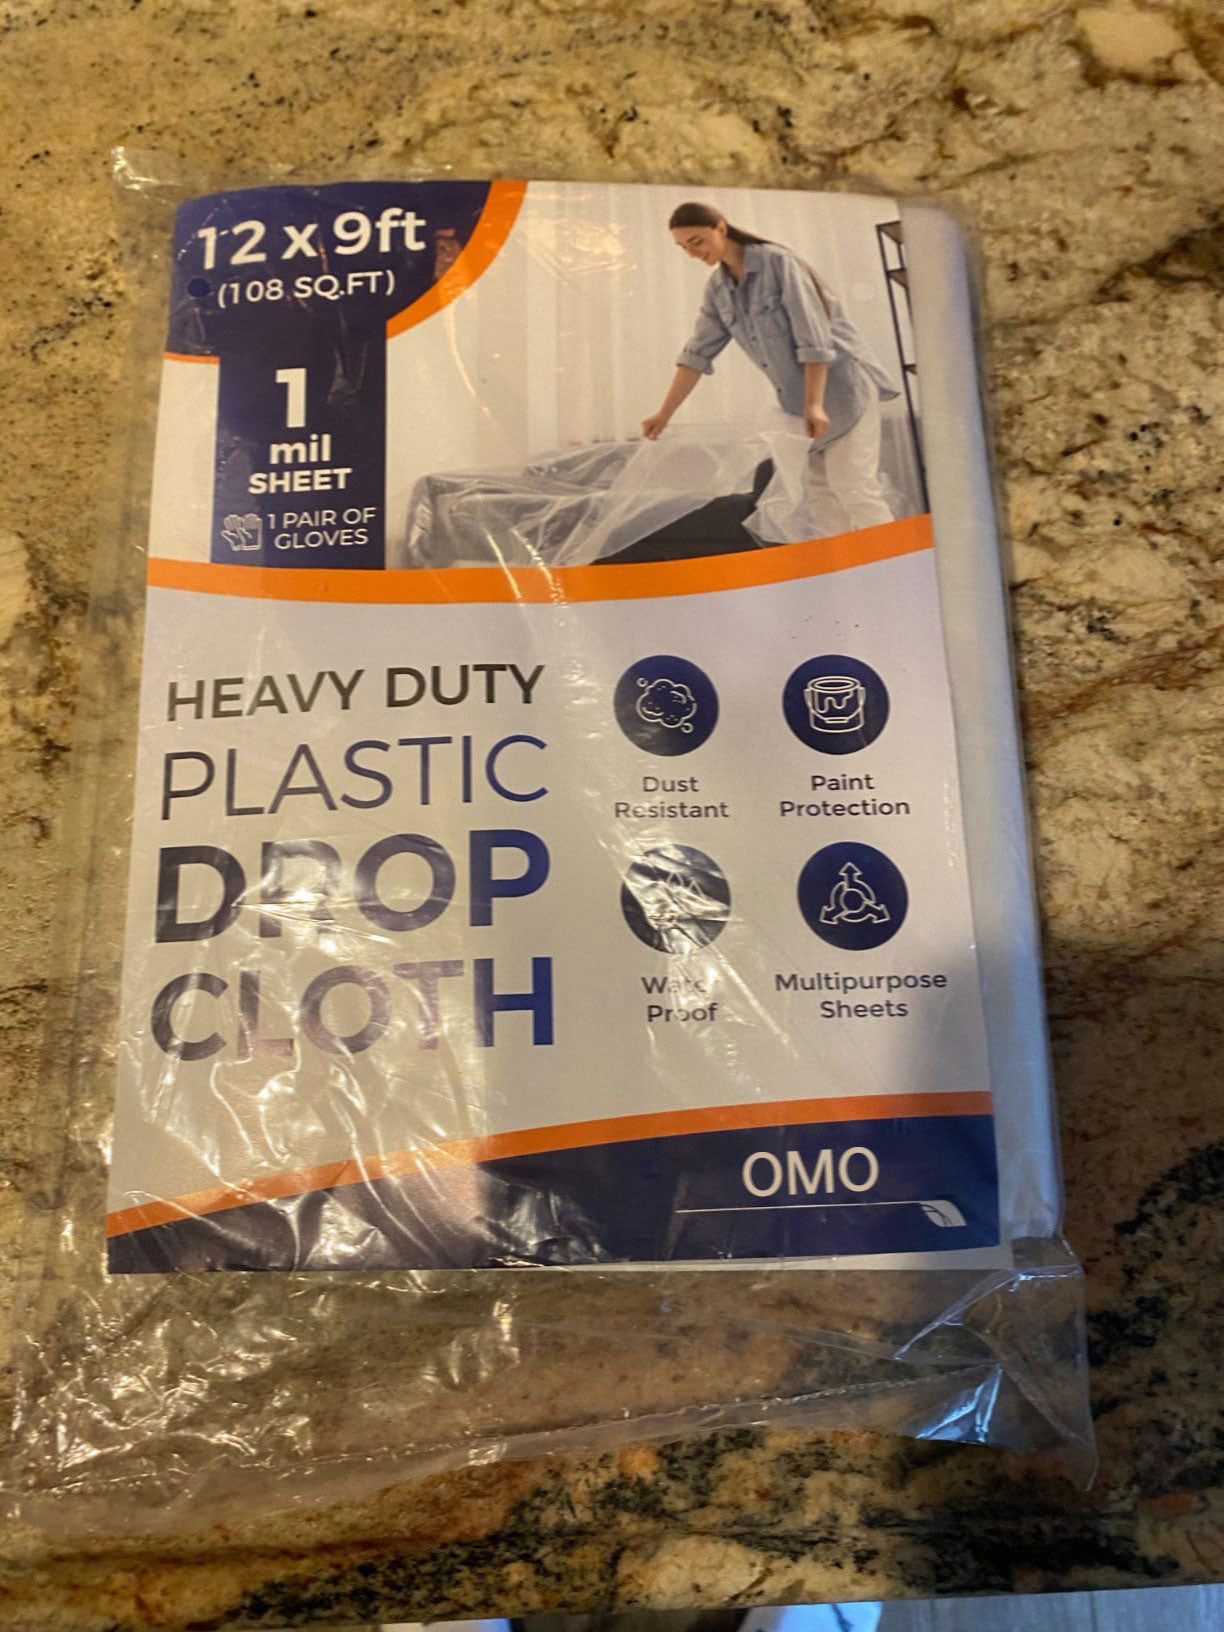 12 x 9ft
(108 SQ.FT)
1
mil
SHEET
1 PAIR OF
GLOVES
HEAVY DUTY
PLASTIC
DROP
CLOTH
Dust
Resistant
Paint
Protection
Water
Proof
Multipurpose
Sheets
OMO